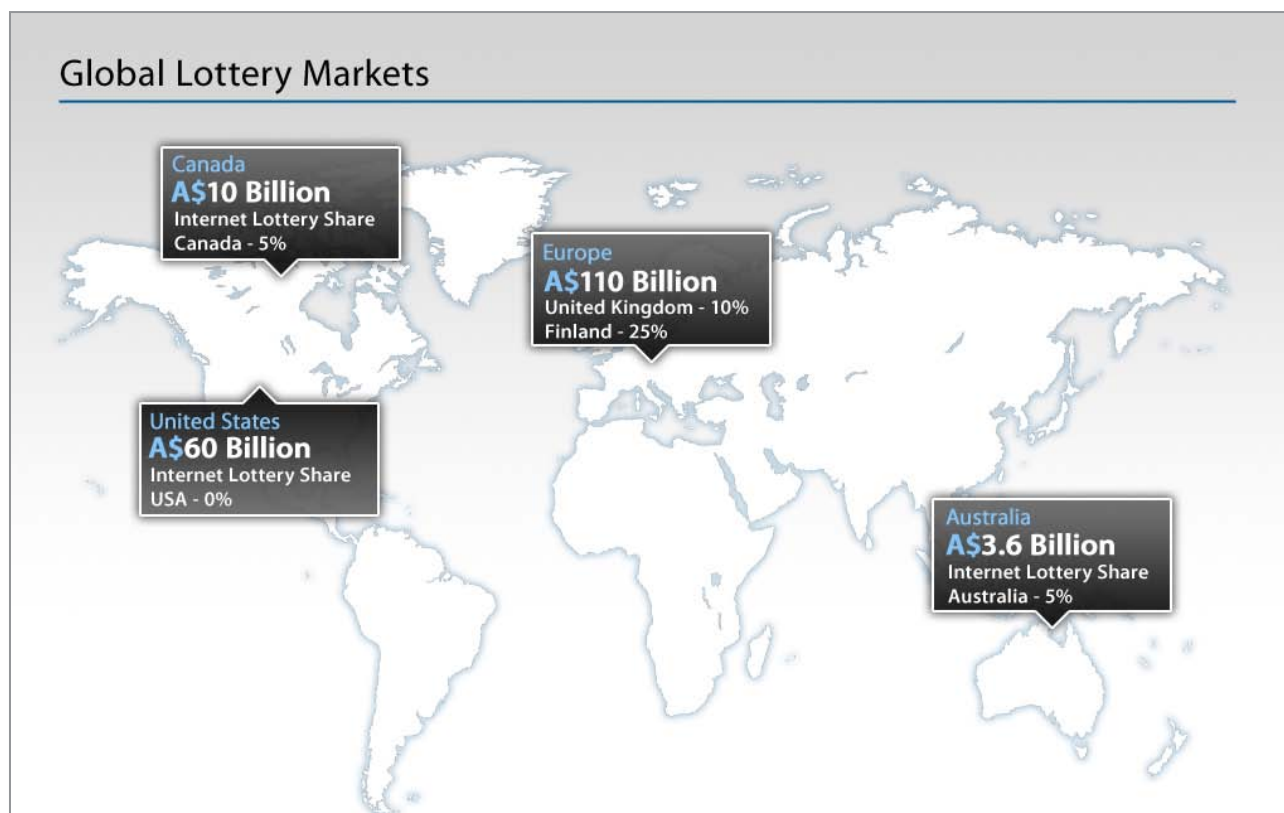 Global Lottery Markets
Canada
A$10 Billion
Internet Lottery Share
Canada - 5%
Europe
A$110 Billion
United Kingdom - 10%
Finland - 25%
United States
A$60 Billion
Internet Lottery Share
USA - 0%
Australia
A$3.6 Billion
Internet Lottery Share
Australia - 5%